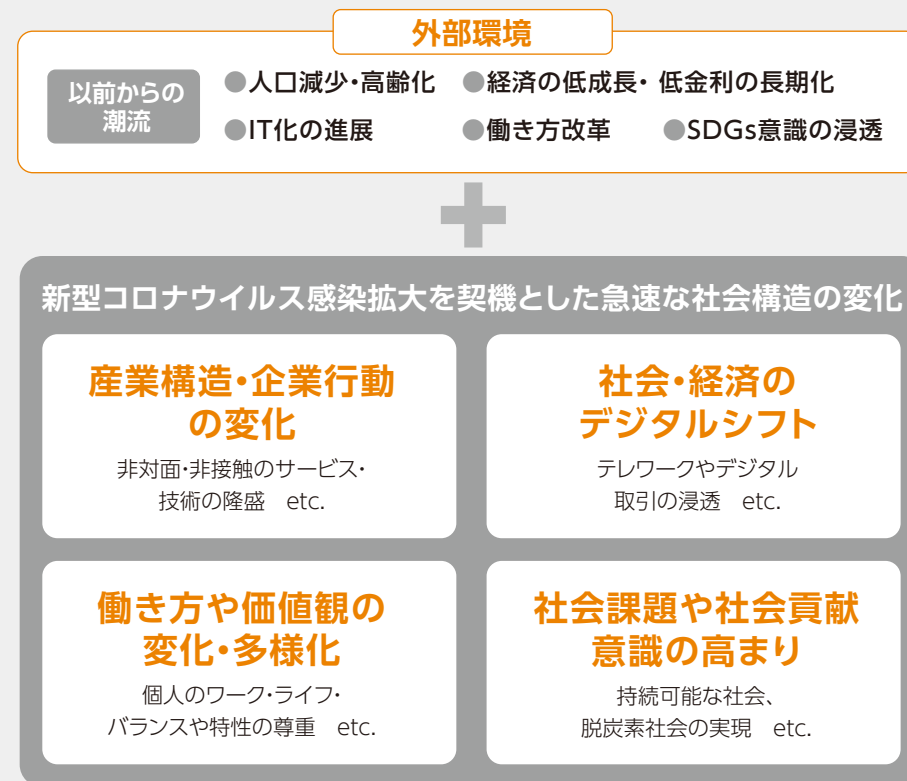 外部環境
以前からの
潮流
●人口減少・高齢化 ●経済の低成長・低金利の長期化
●IT化の進展 ●働き方改革 ●SDGs意識の浸透
新型コロナウイルス感染拡大を契機とした急速な社会構造の変化
産業構造・企業行動
の変化
非対面・非接触のサービス・
技術の隆盛 etc.
社会・経済の
デジタルシフト
テレワークやデジタル
取引の浸透 etc.
働き方や価値観の
変化・多様化
個人のワーク・ライフ・
バランスや特性の尊重 etc.
社会課題や社会貢献
意識の高まり
持続可能な社会、
脱炭素社会の実現 etc.